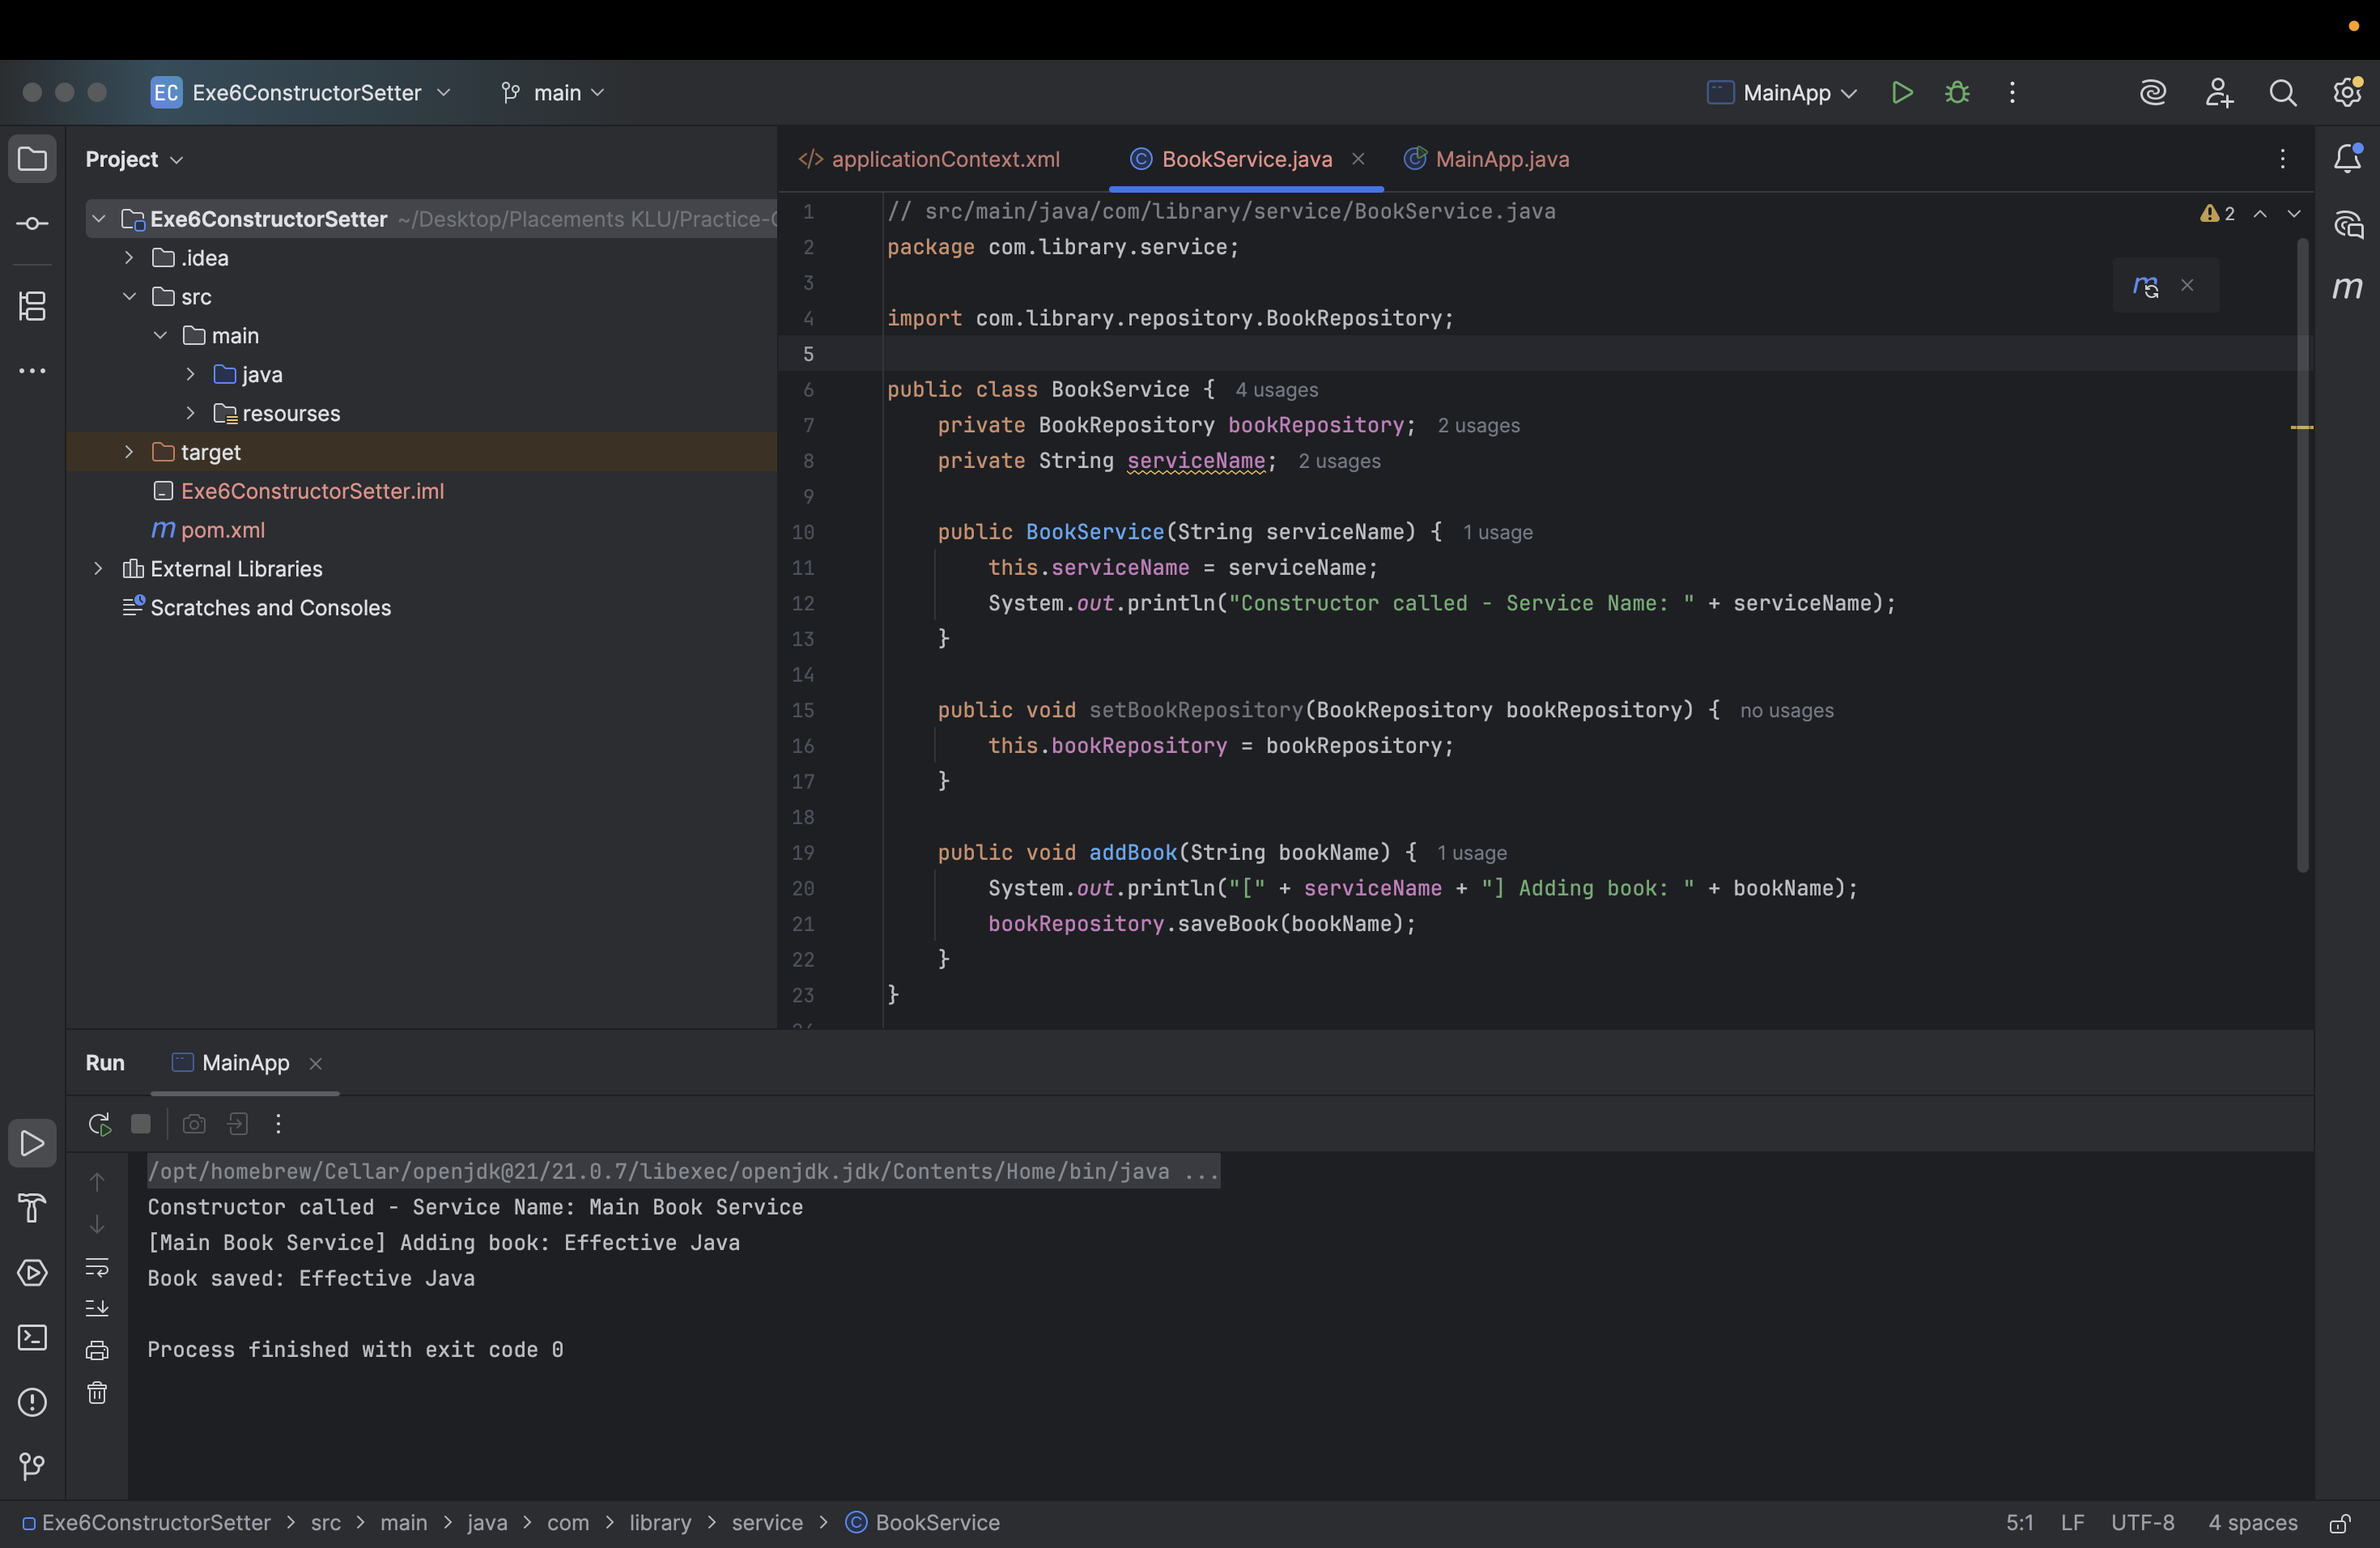 EC Exe6ConstructorSetter main MainApp
Project
Exe6ConstructorSetter ~/Desktop/Placements KLU/Practice-
.idea
src
main
java
resourses
target
Exe6ConstructorSetter.iml
m pom.xml
External Libraries
Scratches and Consoles
</> applicationContext.xml BookService.java MainApp.java
2
1 // src/main/java/com/library/service/BookService.java
2 package com.library.service;
3
4 import com.library.repository.BookRepository;
5
6 public class BookService { 4 usages
7 private BookRepository bookRepository; 2 usages
8 private String serviceName; 2 usages
9
10 public BookService(String serviceName) { 1 usage
11 this.serviceName = serviceName;
12 System.out.println("Constructor called - Service Name: " + serviceName);
13 }
14
15 public void setBookRepository(BookRepository bookRepository) { no usages
16 this.bookRepository = bookRepository;
17 }
18
19 public void addBook(String bookName) { 1 usage
20 System.out.println("[" + serviceName + "] Adding book: " + bookName);
21 bookRepository.saveBook(bookName);
22 }
23 }
Run MainApp
/opt/homebrew/Cellar/openjdk@21/21.0.7/libexec/openjdk.jdk/Contents/Home/bin/java ...
Constructor called - Service Name: Main Book Service
[Main Book Service] Adding book: Effective Java
Book saved: Effective Java
Process finished with exit code 0
Exe6ConstructorSetter > src > main > java > com > library > service > BookService 5:1 LF UTF-8 4 spaces